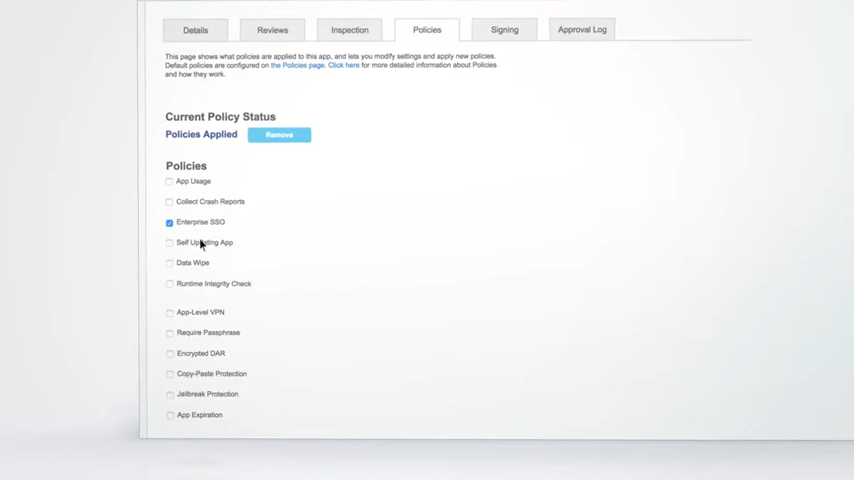 Details Reviews Inspection Policies Signing Approval Log
This page shows what policies are applied to this app, and lets you modify settings and apply new policies.
Default policies are configured on the Policies page. Click here for more detailed information about Policies
and how they work.
Current Policy Status
Policies Applied Remove
Policies
App Usage
Collect Crash Reports
Enterprise SSO
Self Updating App
Data Wipe
Runtime Integrity Check
App-Level VPN
Require Passphrase
Encrypted DAR
Copy-Paste Protection
Jailbreak Protection
App Expiration